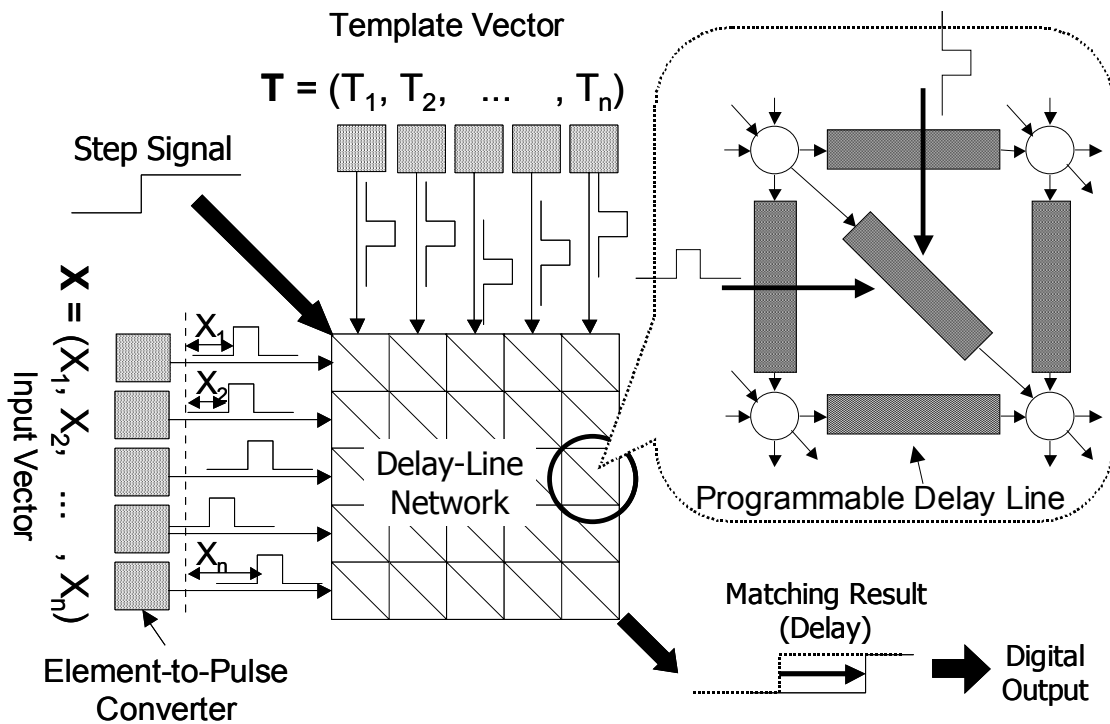 Template Vector
T = (T1, T2, ... , Tn)
Step Signal
X = (X1, X2, ... , Xn)
Input Vector
X1
X2
Xn
Delay-Line
Network
Programmable Delay Line
Element-to-Pulse
Converter
Matching Result
(Delay)
Digital
Output